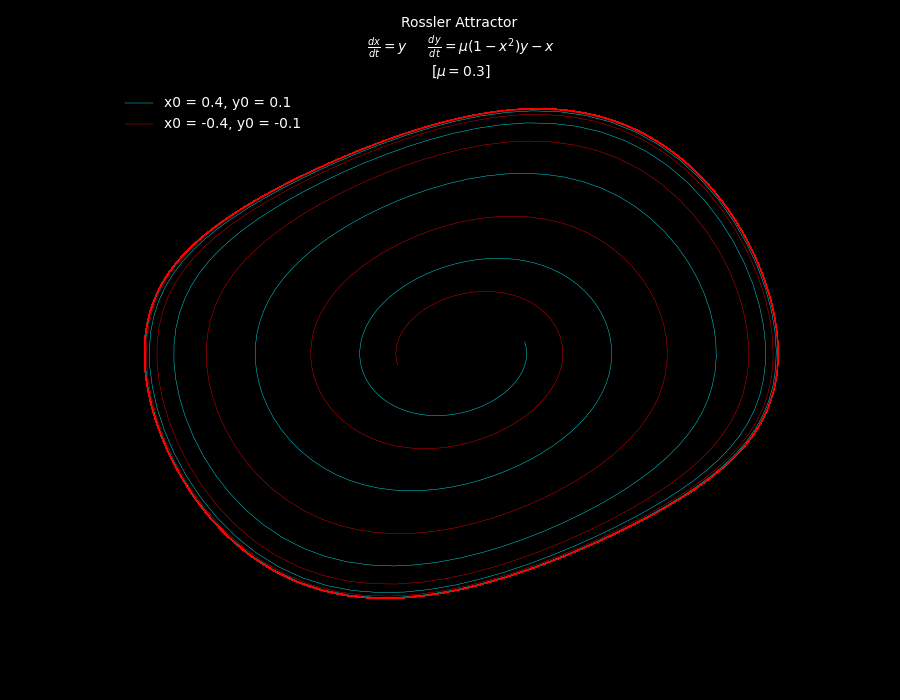 Rossler Attractor
dx/dt = y    dy/dt = μ(1 − x²)y − x
[μ = 0.3]
x0 = 0.4, y0 = 0.1
x0 = -0.4, y0 = -0.1